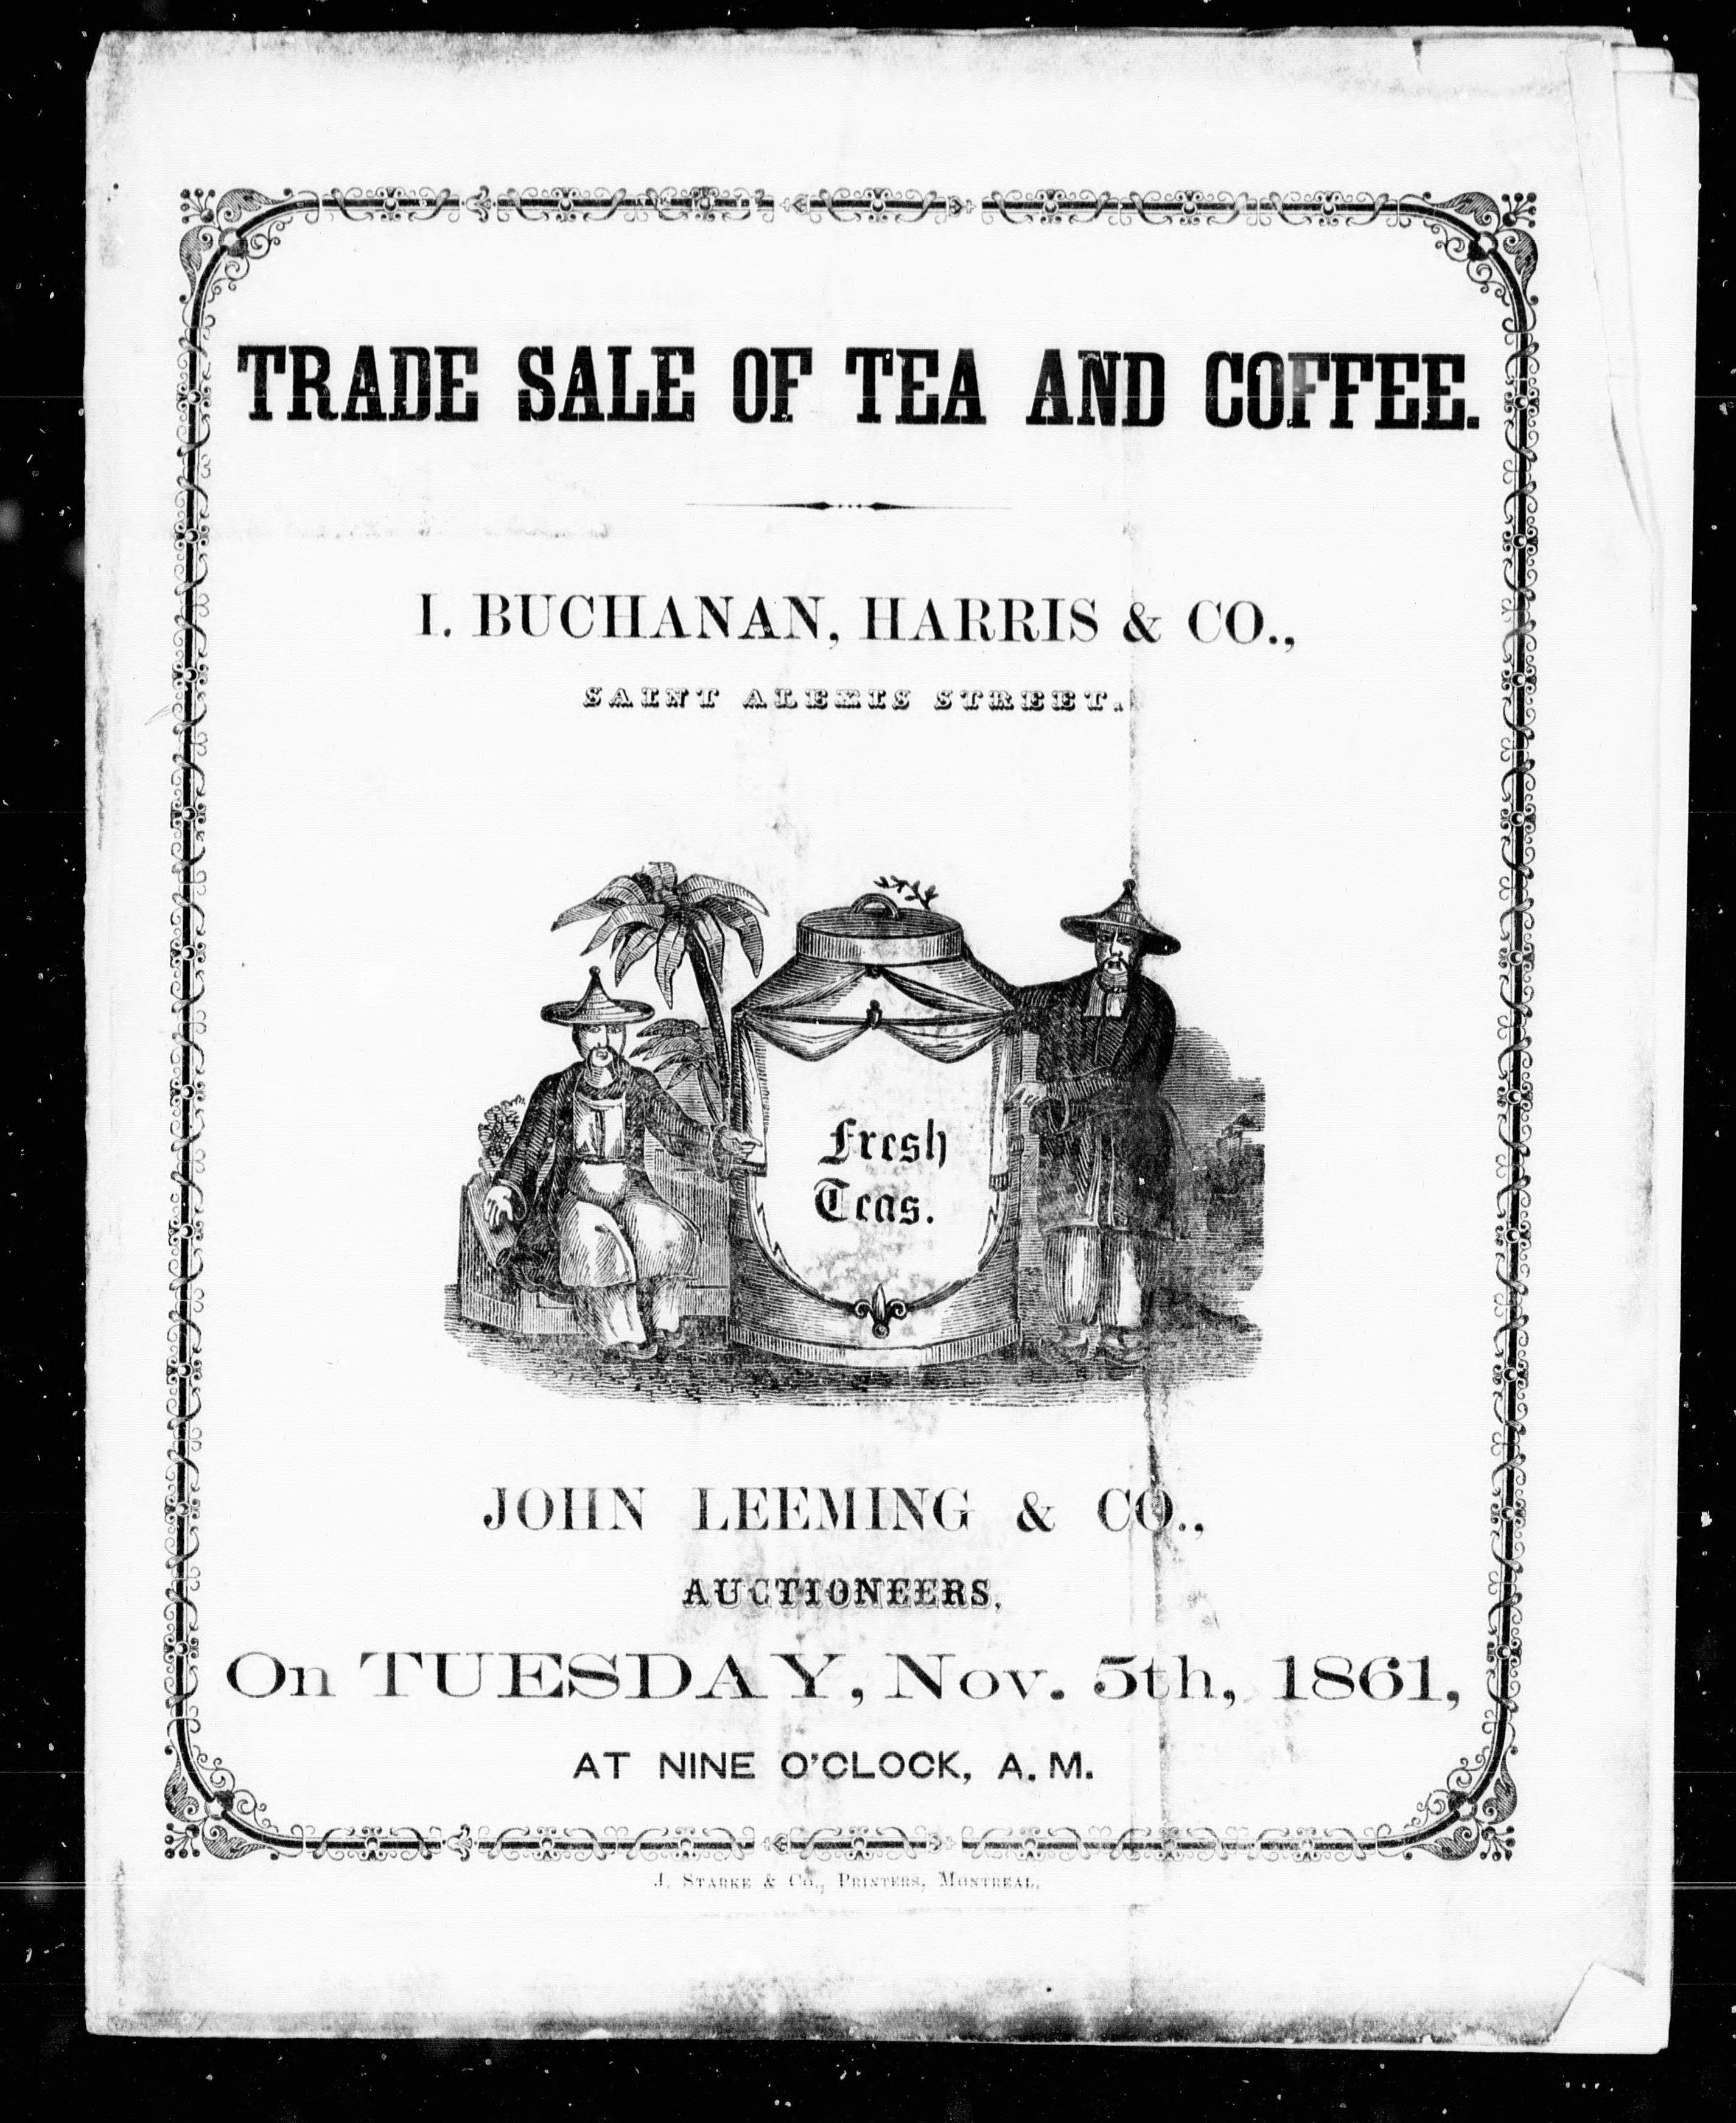 TRADE SALE OF TEA AND COFFEE.
I. BUCHANAN, HARRIS & CO.,
SAINT ALEXIS STREET.
Fresh
Teas.
JOHN LEEMING & CO.,
AUCTIONEERS,
On TUESDAY, Nov. 5th, 1861,
AT NINE O'CLOCK, A. M.
J. STARKE & CO., PRINTERS, MONTREAL.